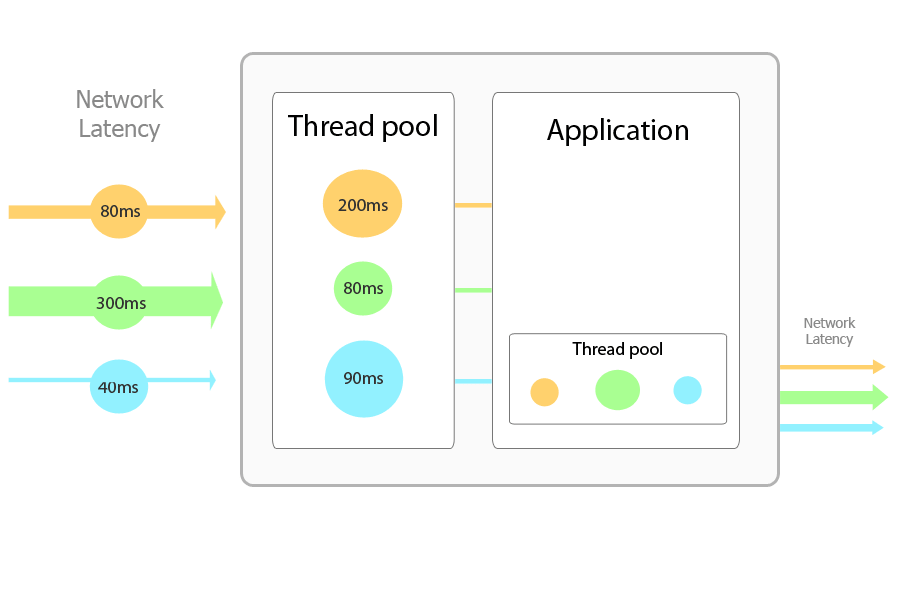 Network
Latency
80ms
300ms
40ms
Thread pool
200ms
80ms
90ms
Application
Thread pool
Network
Latency